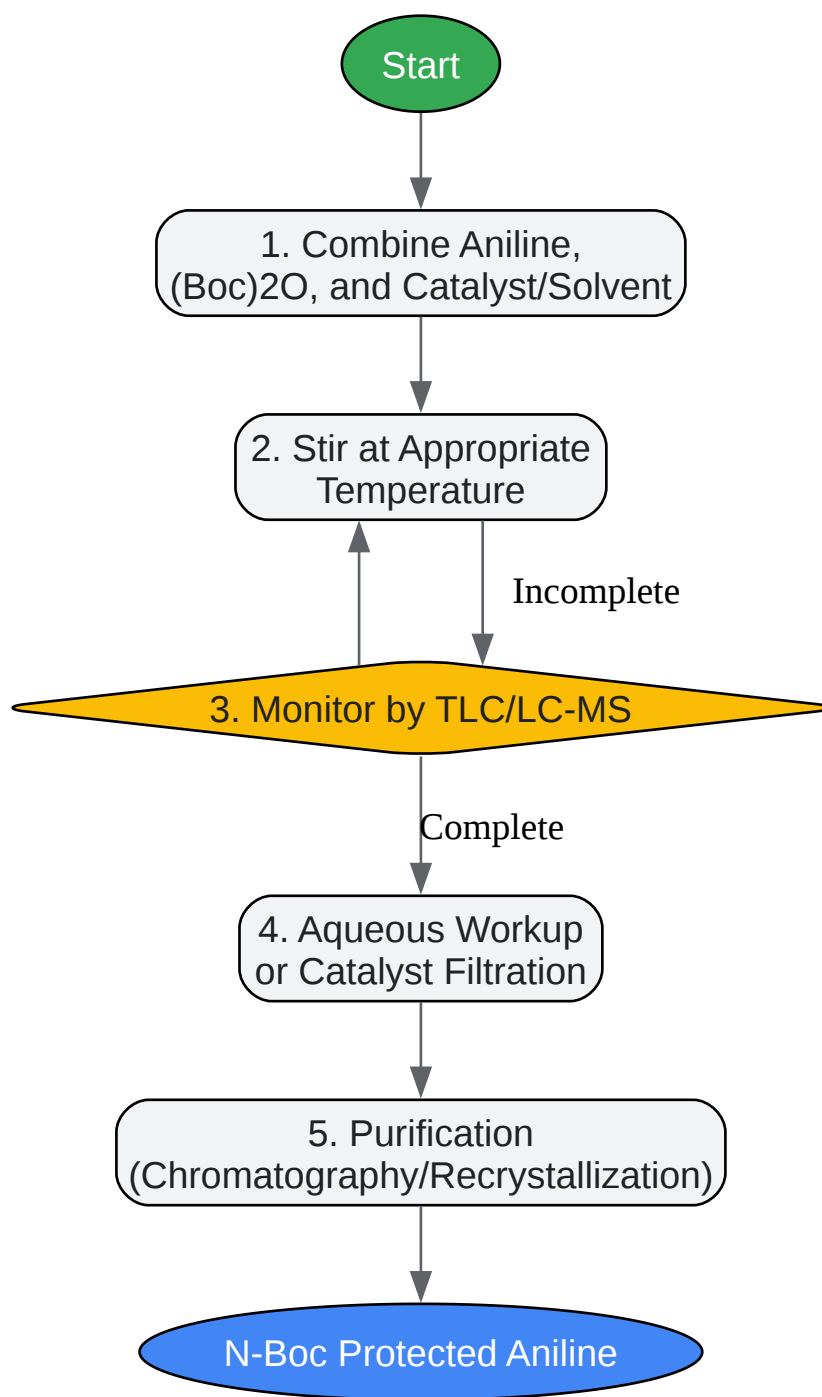 Start
1. Combine Aniline,
(Boc)2O, and Catalyst/Solvent
2. Stir at Appropriate
Temperature
Incomplete
3. Monitor by TLC/LC-MS
Complete
4. Aqueous Workup
or Catalyst Filtration
5. Purification
(Chromatography/Recrystallization)
N-Boc Protected Aniline